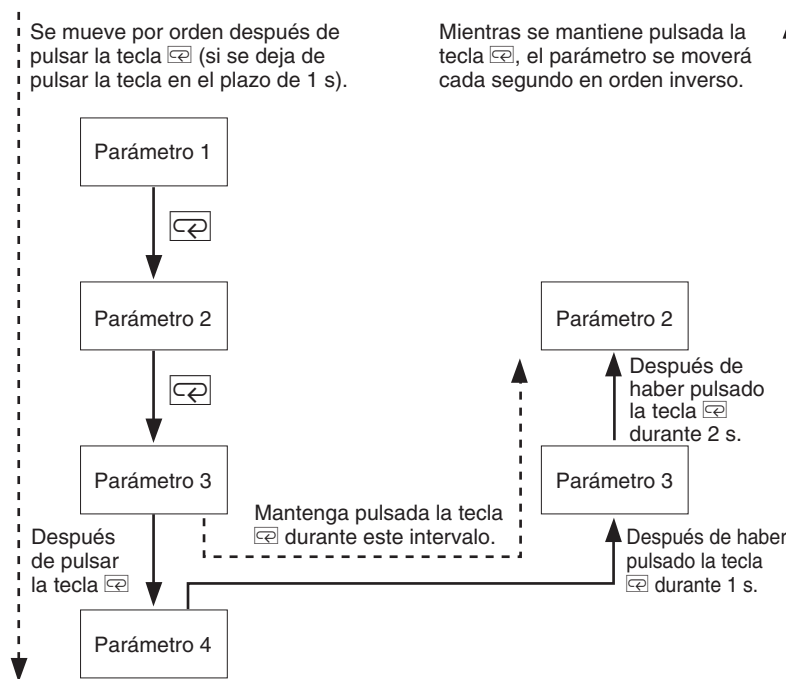 Se mueve por orden después de
pulsar la tecla (si se deja de
pulsar la tecla en el plazo de 1 s).
Mientras se mantiene pulsada la
tecla , el parámetro se moverá
cada segundo en orden inverso.
Parámetro 1
Parámetro 2
Parámetro 2
Después de
haber pulsado
la tecla
durante 2 s.
Parámetro 3
Parámetro 3
Mantenga pulsada la tecla
durante este intervalo.
Después
de pulsar
la tecla
Después de haber
pulsado la tecla
durante 1 s.
Parámetro 4